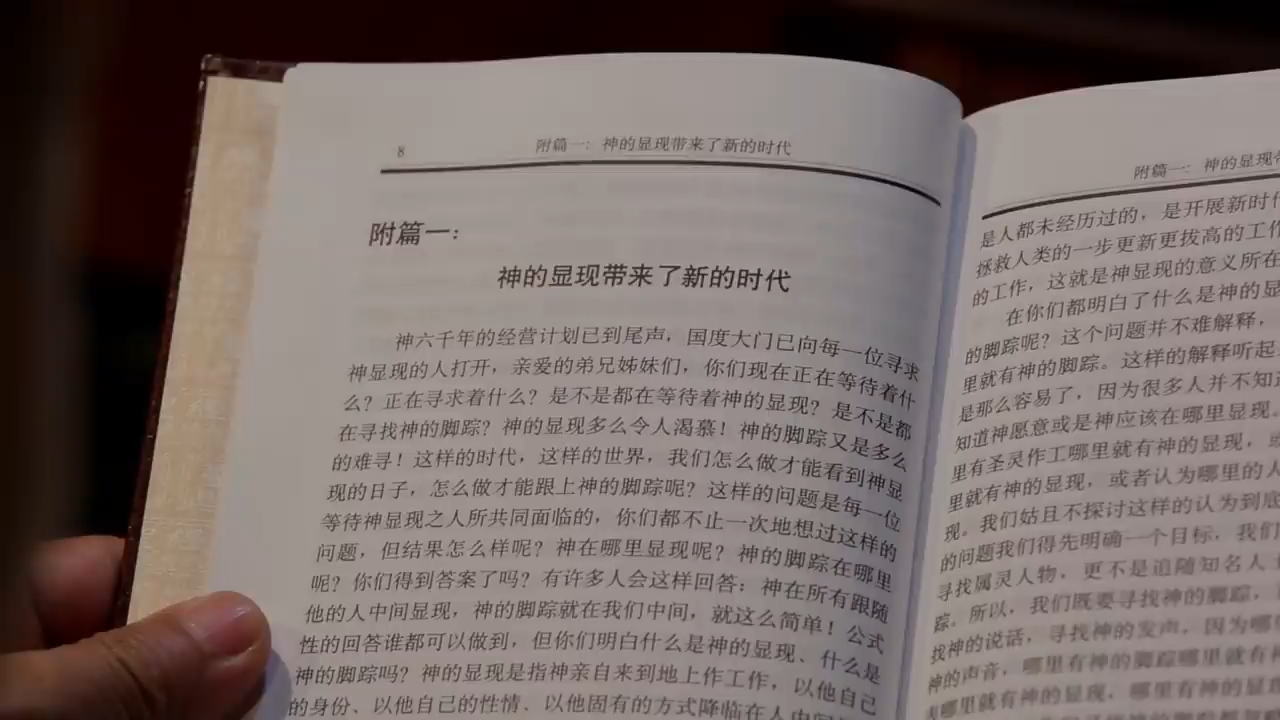 8
附篇一：神的显现带来了新的时代
附篇一：
神的显现带来了新的时代
神六千年的经营计划已到尾声，国度大门已向每一位寻求
神显现的人打开，亲爱的弟兄姊妹们，你们现在正在等待着什
么？正在寻求着什么？是不是都在等待着神的显现？是不是都
在寻找神的脚踪？神的显现多么令人渴慕！神的脚踪又是多么
的难寻！这样的时代，这样的世界，我们怎么做才能看到神显
现的日子，怎么做才能跟上神的脚踪呢？这样的问题是每一位
等待神显现之人所共同面临的，你们都不止一次地想过这样的
问题，但结果怎么样呢？神在哪里显现呢？神的脚踪在哪里
呢？你们得到答案了吗？有许多人会这样回答：神在所有跟随
他的人中间显现，神的脚踪就在我们中间，就这么简单！公式
性的回答谁都可以做到，但你们明白什么是神的显现、什么是
神的脚踪吗？神的显现是指神亲自来到地上作工作，以他自己
的身份、以他自己的性情、以他固有的方式降临在人中间
附篇一：神的显现
是人都未经历过的，是开展新时
拯救人类的一步更新更拔高的工
的工作，这就是神显现的意义所在
在你们都明白了什么是神的显
的脚踪呢？这个问题并不难解释，
里就有神的脚踪。这样的解释听起
是那么容易了，因为很多人并不知
知道神愿意或是神应该在哪里显现
里有圣灵作工哪里就有神的显现，
里就有神的显现，或者认为哪里的
现。我们姑且不探讨这样的认为到底
的问题我们得先明确一个目标，我们
寻找属灵人物，更不是追随知名人
踪。所以，我们既要寻找神的脚踪，
找神的说话，寻找神的发声，因为哪
神的声音，哪里有神的脚踪哪里就有
里就有神的显现，哪里有神的显